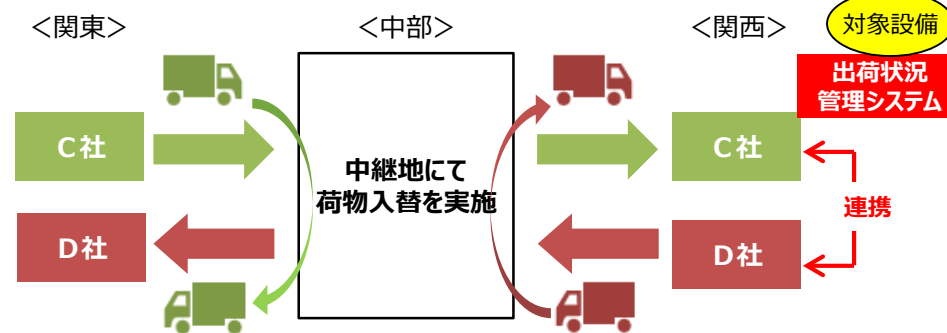 ＜関東＞
＜中部＞
＜関西＞
対象設備
出荷状況
管理システム
C社
中継地にて
荷物入替を実施
C社
連携
D社
D社